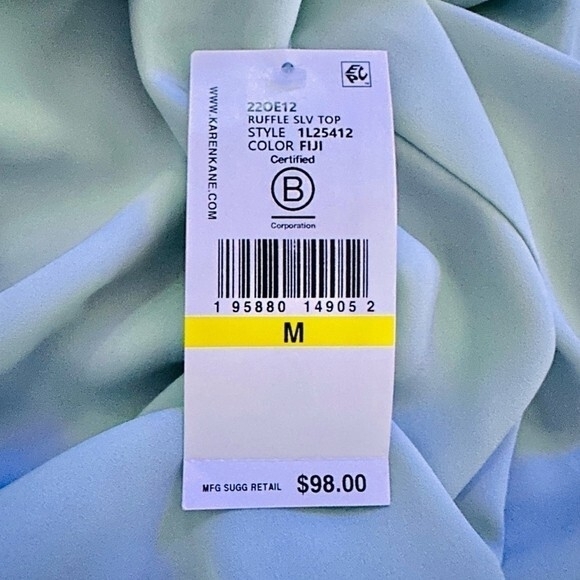 EPC
WWW.KARENKANE.COM
22OE12
RUFFLE SLV TOP
STYLE 1L25412
COLOR FIJI
Certified
B
Corporation
1 95880 14905 2
M
MFG SUGG RETAIL $98.00